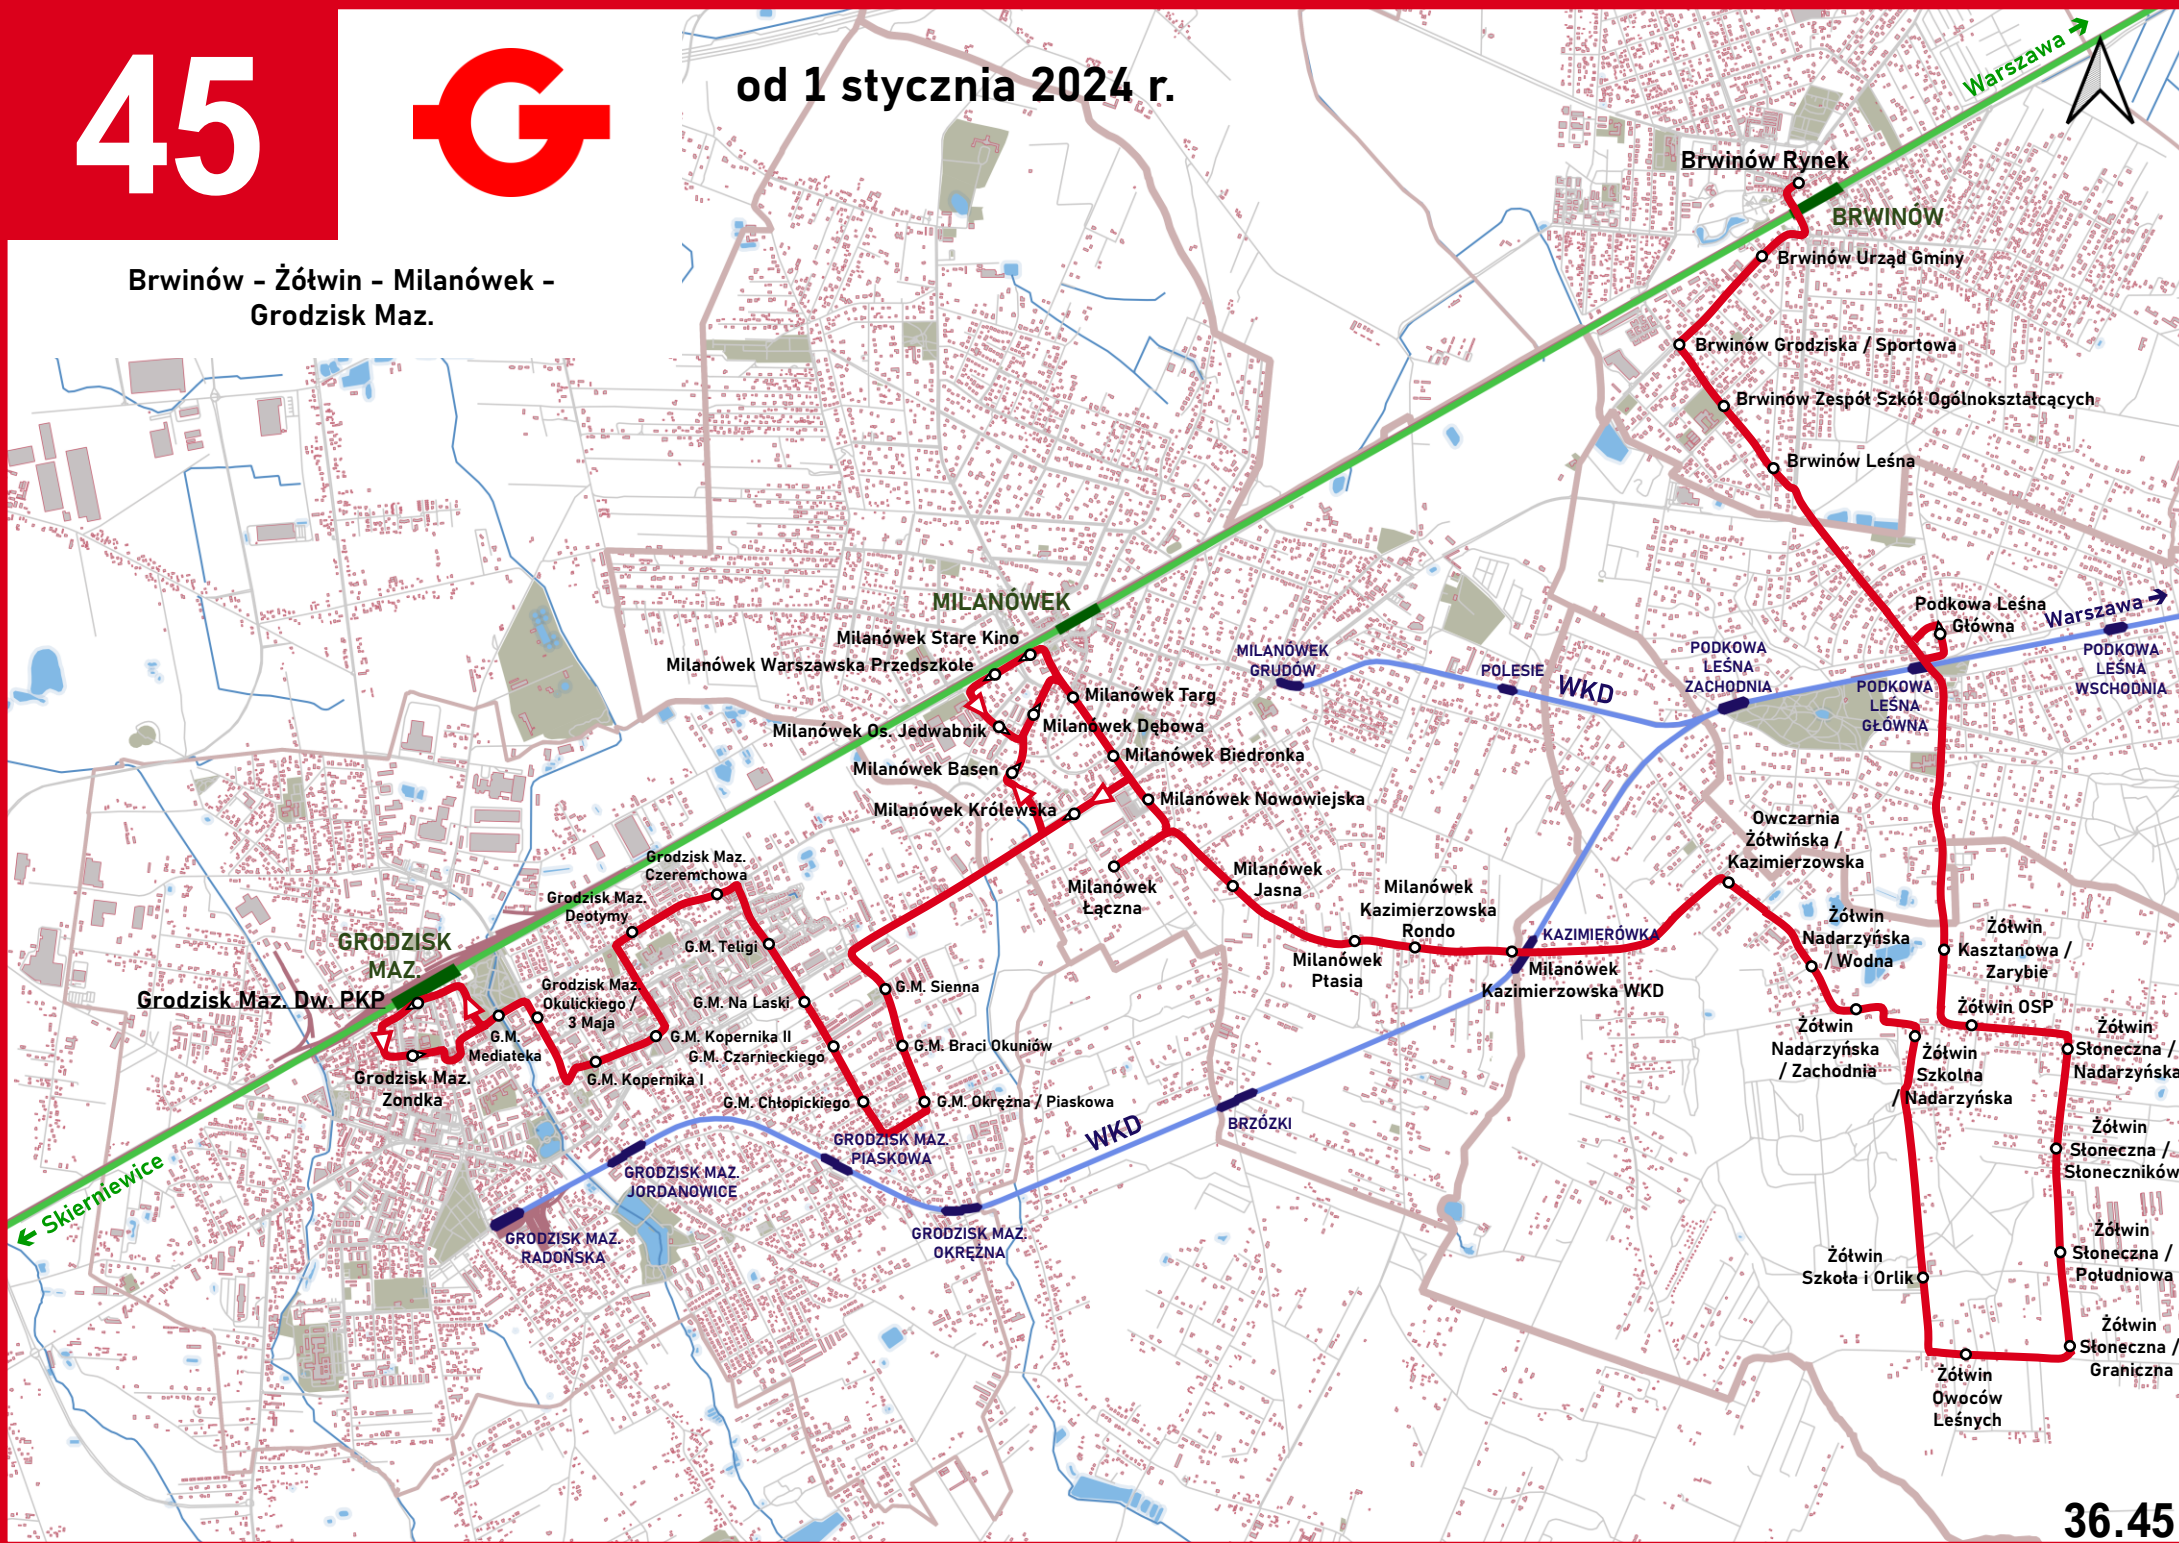 45
od 1 stycznia 2024 r.
Brwinów - Żółwin - Milanówek -
Grodzisk Maz.
Warszawa
Brwinów Rynek
BRWINÓW
Brwinów Urząd Gminy
Brwinów Grodziska / Sportowa
Brwinów Zespół Szkół Ogólnokształcących
Brwinów Leśna
Podkowa Leśna
Główna
Warszawa
PODKOWA
LEŚNA
WSCHODNIA
PODKOWA
LEŚNA
GŁÓWNA
PODKOWA
LEŚNA
ZACHODNIA
WKD
POLESIE
MILANÓWEK
GRUDÓW
MILANÓWEK
Milanówek Stare Kino
Milanówek Warszawska Przedszkole
Milanówek Targ
Milanówek Dębowa
Milanówek Os. Jedwabnik
Milanówek Biedronka
Milanówek Basen
Milanówek Nowowiejska
Milanówek Królewska
Milanówek
Łączna
Milanówek
Jasna
Milanówek
Kazimierzowska
Rondo
Milanówek
Ptasia
KAZIMIERÓWKA
Milanówek
Kazimierzowska WKD
Owczarnia
Żółwińska /
Kazimierzowska
Żółwin
Nadarzyńska
/ Wodna
Żółwin
Kasztanowa /
Zarybie
Żółwin OSP
Żółwin
Nadarzyńska
/ Zachodnia
Żółwin
Szkolna
/ Nadarzyńska
Żółwin
Słoneczna /
Nadarzyńska
Żółwin
Słoneczna /
Słoneczników
Żółwin
Słoneczna /
Południowa
Żółwin
Szkoła i Orlik
Żółwin
Słoneczna /
Graniczna
Żółwin
Owoców
Leśnych
Grodzisk Maz.
Czeremchowa
Grodzisk Maz.
Deotymy
G.M. Teligi
GRODZISK
MAZ.
Grodzisk Maz. Dw. PKP
Grodzisk Maz.
Okulickiego /
3 Maja
G.M. Na Laski
G.M. Sienna
G.M.
Mediateka
G.M. Kopernika II
G.M. Czarnieckiego
G.M. Braci Okuniów
Grodzisk Maz.
Zondka
G.M. Kopernika I
G.M. Chłopickiego
G.M. Okrężna / Piaskowa
WKD
BRZÓZKI
GRODZISK MAZ.
PIASKOWA
GRODZISK MAZ.
JORDANOWICE
GRODZISK MAZ.
RADOŃSKA
GRODZISK MAZ.
OKRĘŻNA
Skierniewice
36.45